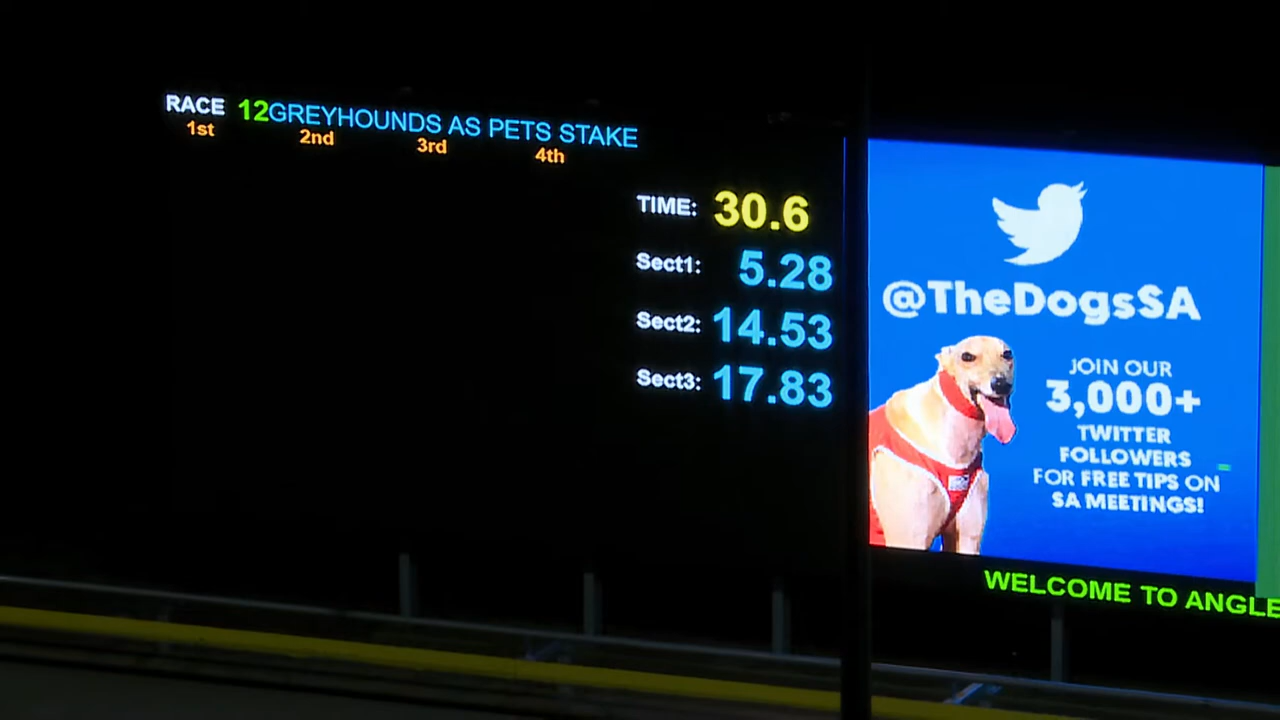 RACE 12GREYHOUNDS AS PETS STAKE
1st 2nd 3rd 4th
TIME: 30.6
Sect1: 5.28
Sect2: 14.53
Sect3: 17.83
@TheDogsSA
JOIN OUR
3,000+
TWITTER
FOLLOWERS
FOR FREE TIPS ON
SA MEETINGS!
WELCOME TO ANGLE